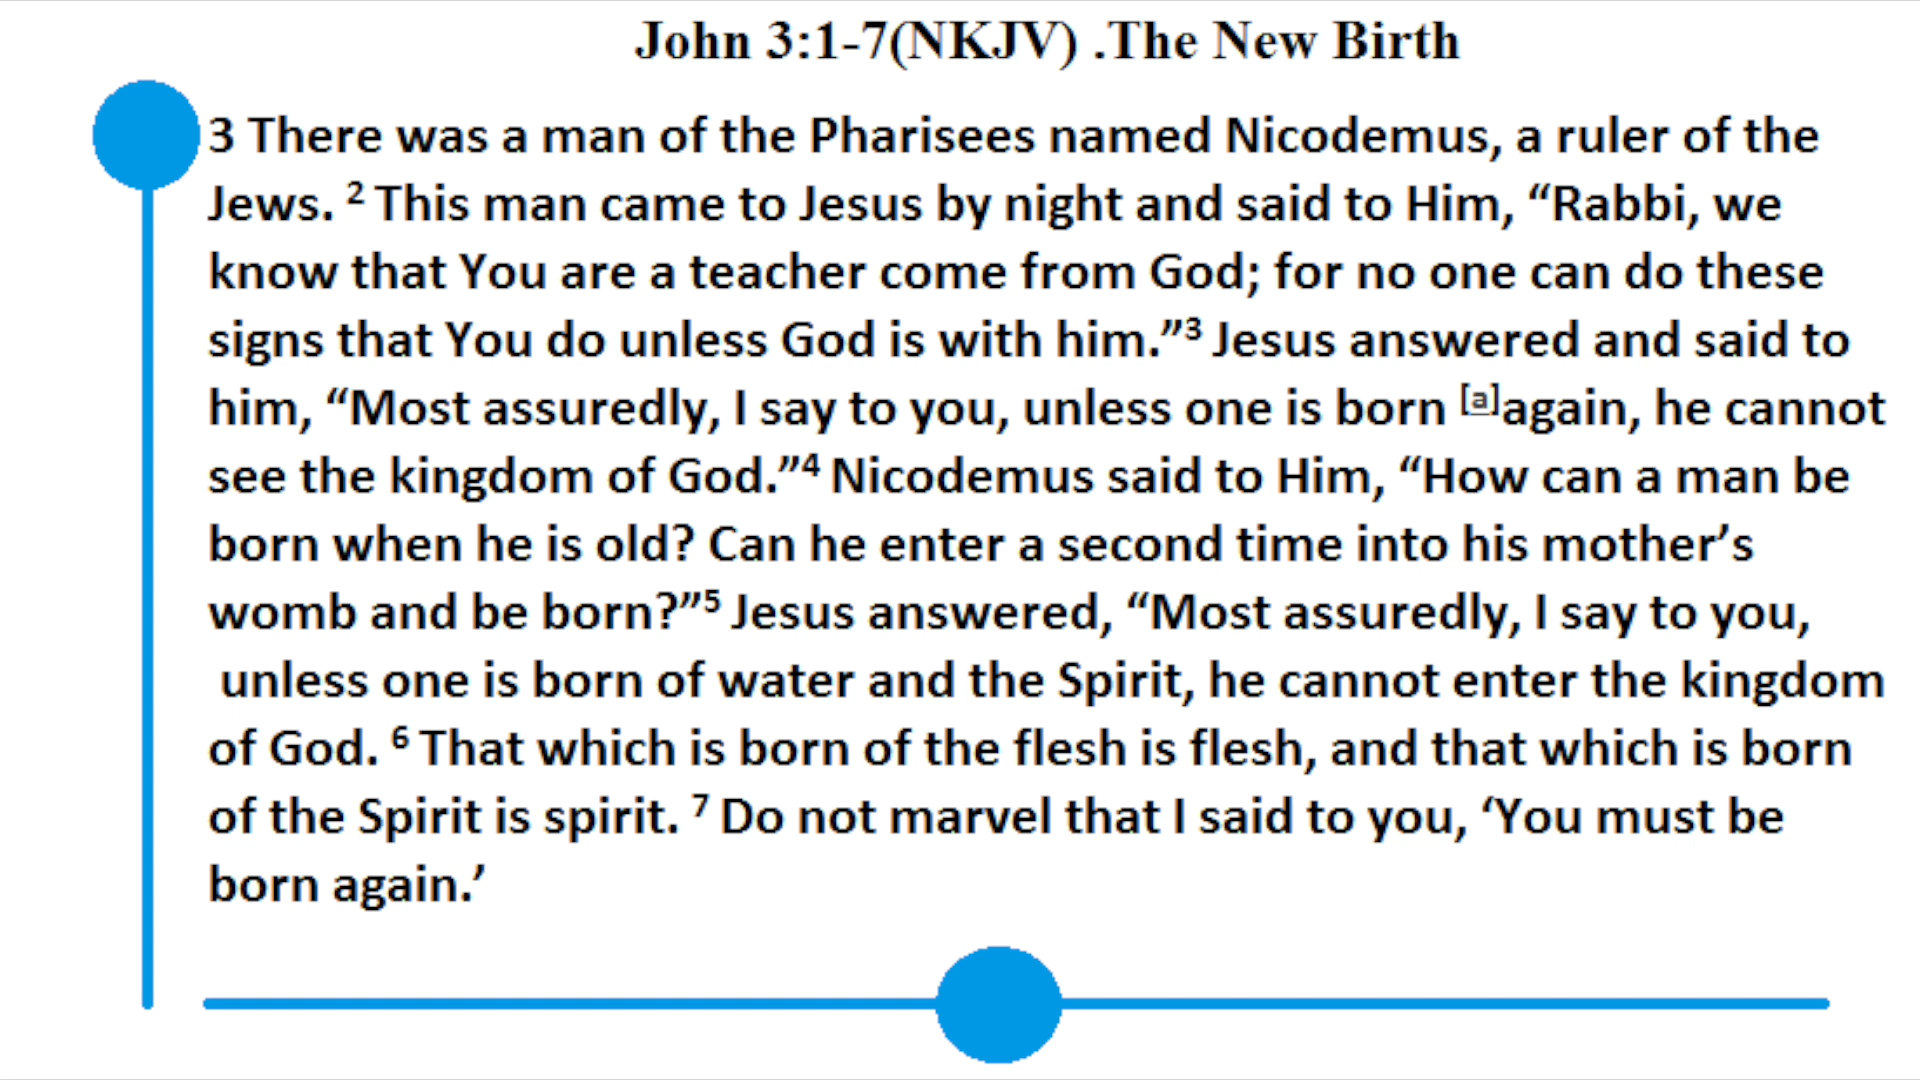 John 3:1-7(NKJV) .The New Birth
3 There was a man of the Pharisees named Nicodemus, a ruler of the
Jews. 2 This man came to Jesus by night and said to Him, “Rabbi, we
know that You are a teacher come from God; for no one can do these
signs that You do unless God is with him.”3 Jesus answered and said to
him, “Most assuredly, I say to you, unless one is born [a]again, he cannot
see the kingdom of God.”4 Nicodemus said to Him, “How can a man be
born when he is old? Can he enter a second time into his mother’s
womb and be born?”5 Jesus answered, “Most assuredly, I say to you,
unless one is born of water and the Spirit, he cannot enter the kingdom
of God. 6 That which is born of the flesh is flesh, and that which is born
of the Spirit is spirit. 7 Do not marvel that I said to you, ‘You must be
born again.’